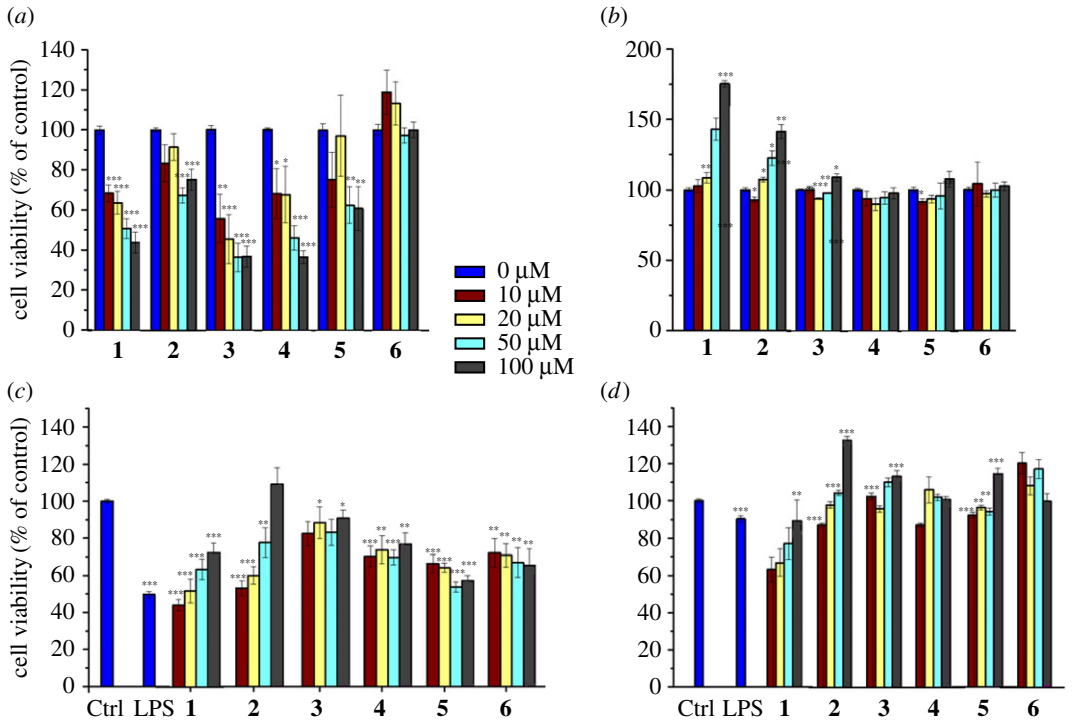 (a)
cell viability (% of control)
140
120
100
80
60
40
20
0
*** *** *** ***
*** ***
** *** *** ***
* * *** ***
** **
1 2 3 4 5 6
(b)
200
150
100
50
0
** *** ***
* * * ** ***
*** ** * ***
*
1 2 3 4 5 6
0 µM
10 µM
20 µM
50 µM
100 µM
(c)
cell viability (% of control)
140
120
100
80
60
40
20
0
***
*** *** *** ***
*** *** **
* *
*** ** *** **
*** *** *** ***
** ** ** **
Ctrl LPS 1 2 3 4 5 6
(d)
140
120
100
80
60
40
20
0
***
**
*** *** ***
*** ***
*** ** ** ***
Ctrl LPS 1 2 3 4 5 6